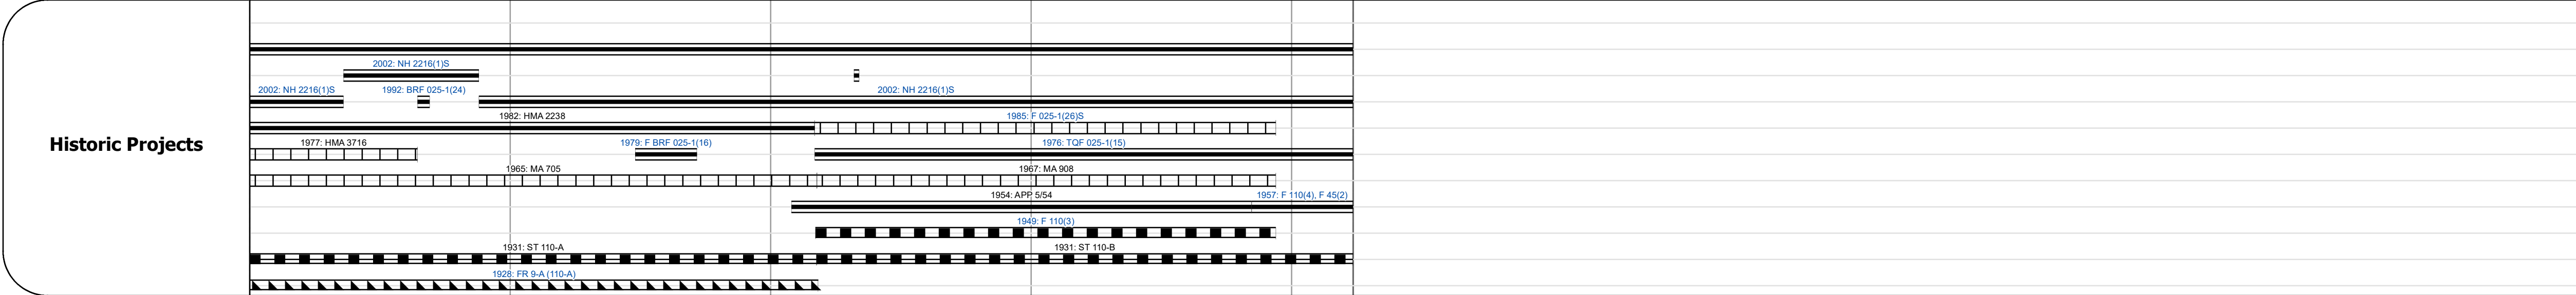 Historic Projects
2002: NH 2216(1)S
2002: NH 2216(1)S
1992: BRF 025-1(24)
2002: NH 2216(1)S
1982: HMA 2238
1985: F 025-1(26)S
1977: HMA 3716
1979: F BRF 025-1(16)
1976: TQF 025-1(15)
1965: MA 705
1967: MA 908
1954: APP 5/54
1957: F 110(4), F 45(2)
1949: F 110(3)
1931: ST 110-A
1931: ST 110-B
1928: FR 9-A (110-A)